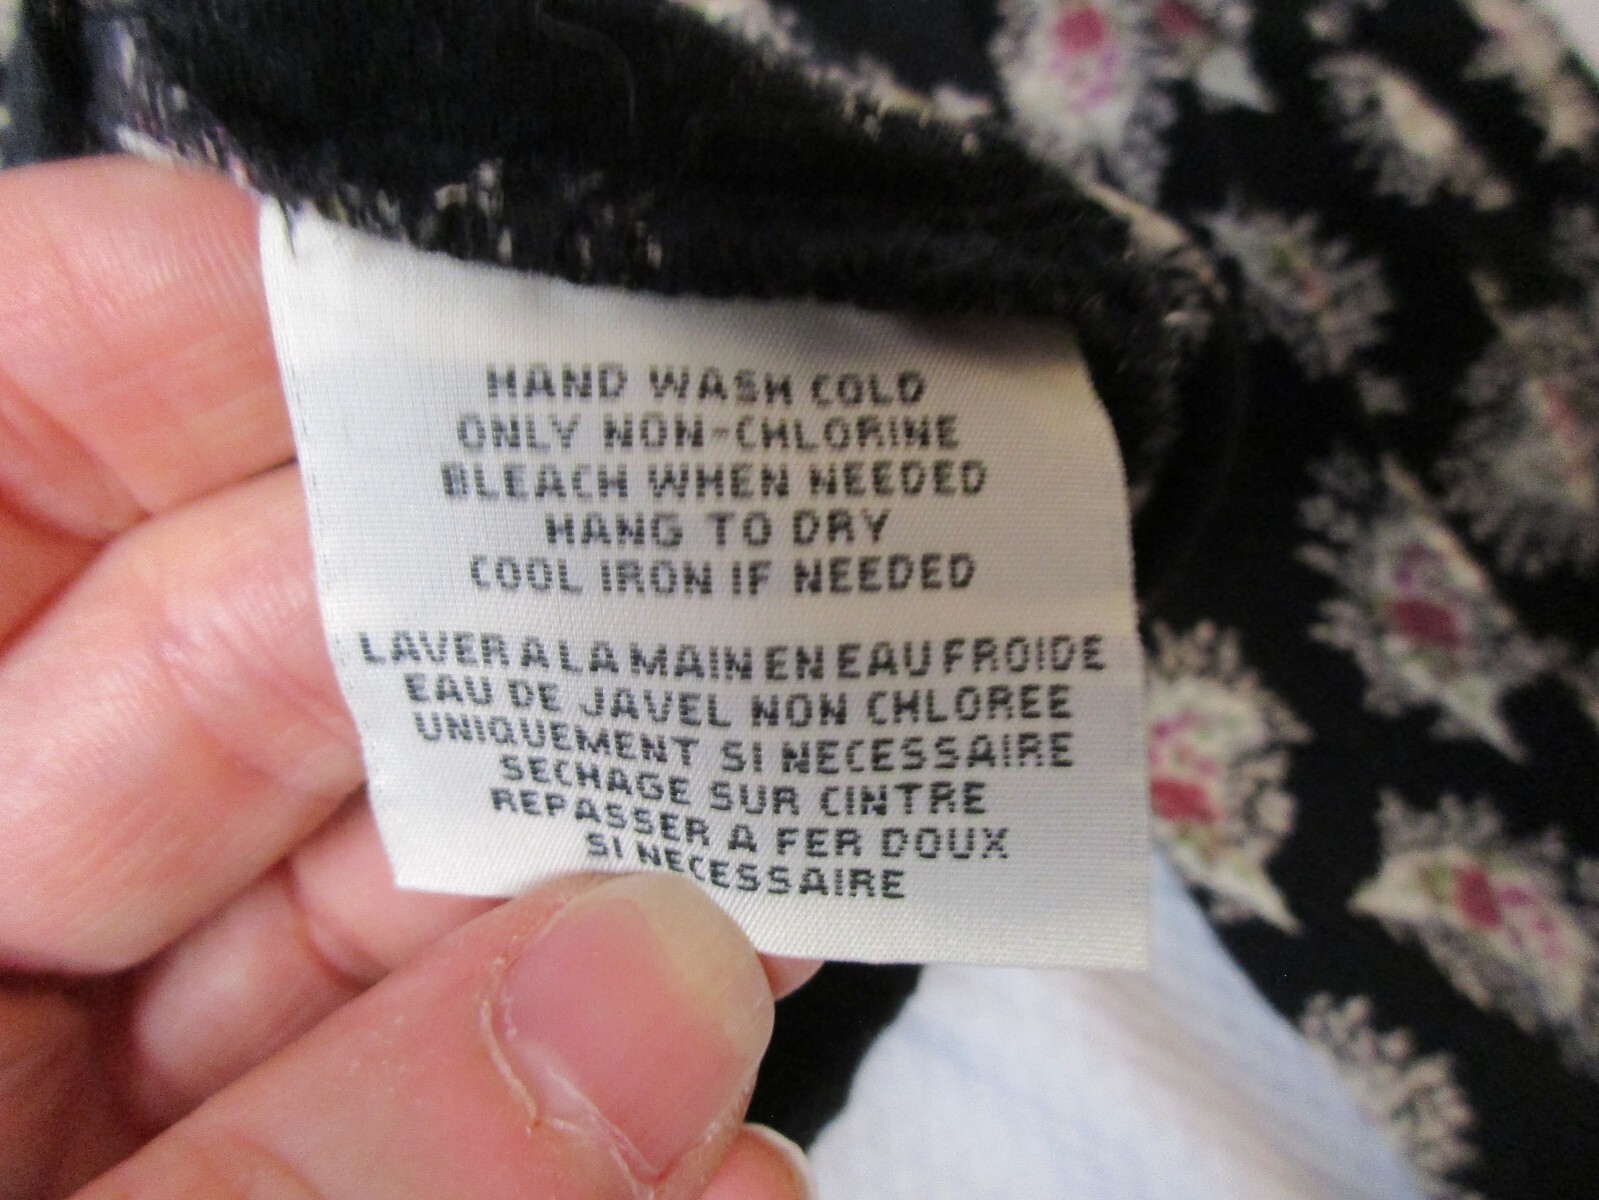 HAND WASH COLD
ONLY NON-CHLORINE
BLEACH WHEN NEEDED
HANG TO DRY
COOL IRON IF NEEDED
LAVER A LA MAIN EN EAU FROIDE
EAU DE JAVEL NON CHLOREE
UNIQUEMENT SI NECESSAIRE
SECHAGE SUR CINTRE
REPASSER A FER DOUX
SI NECESSAIRE